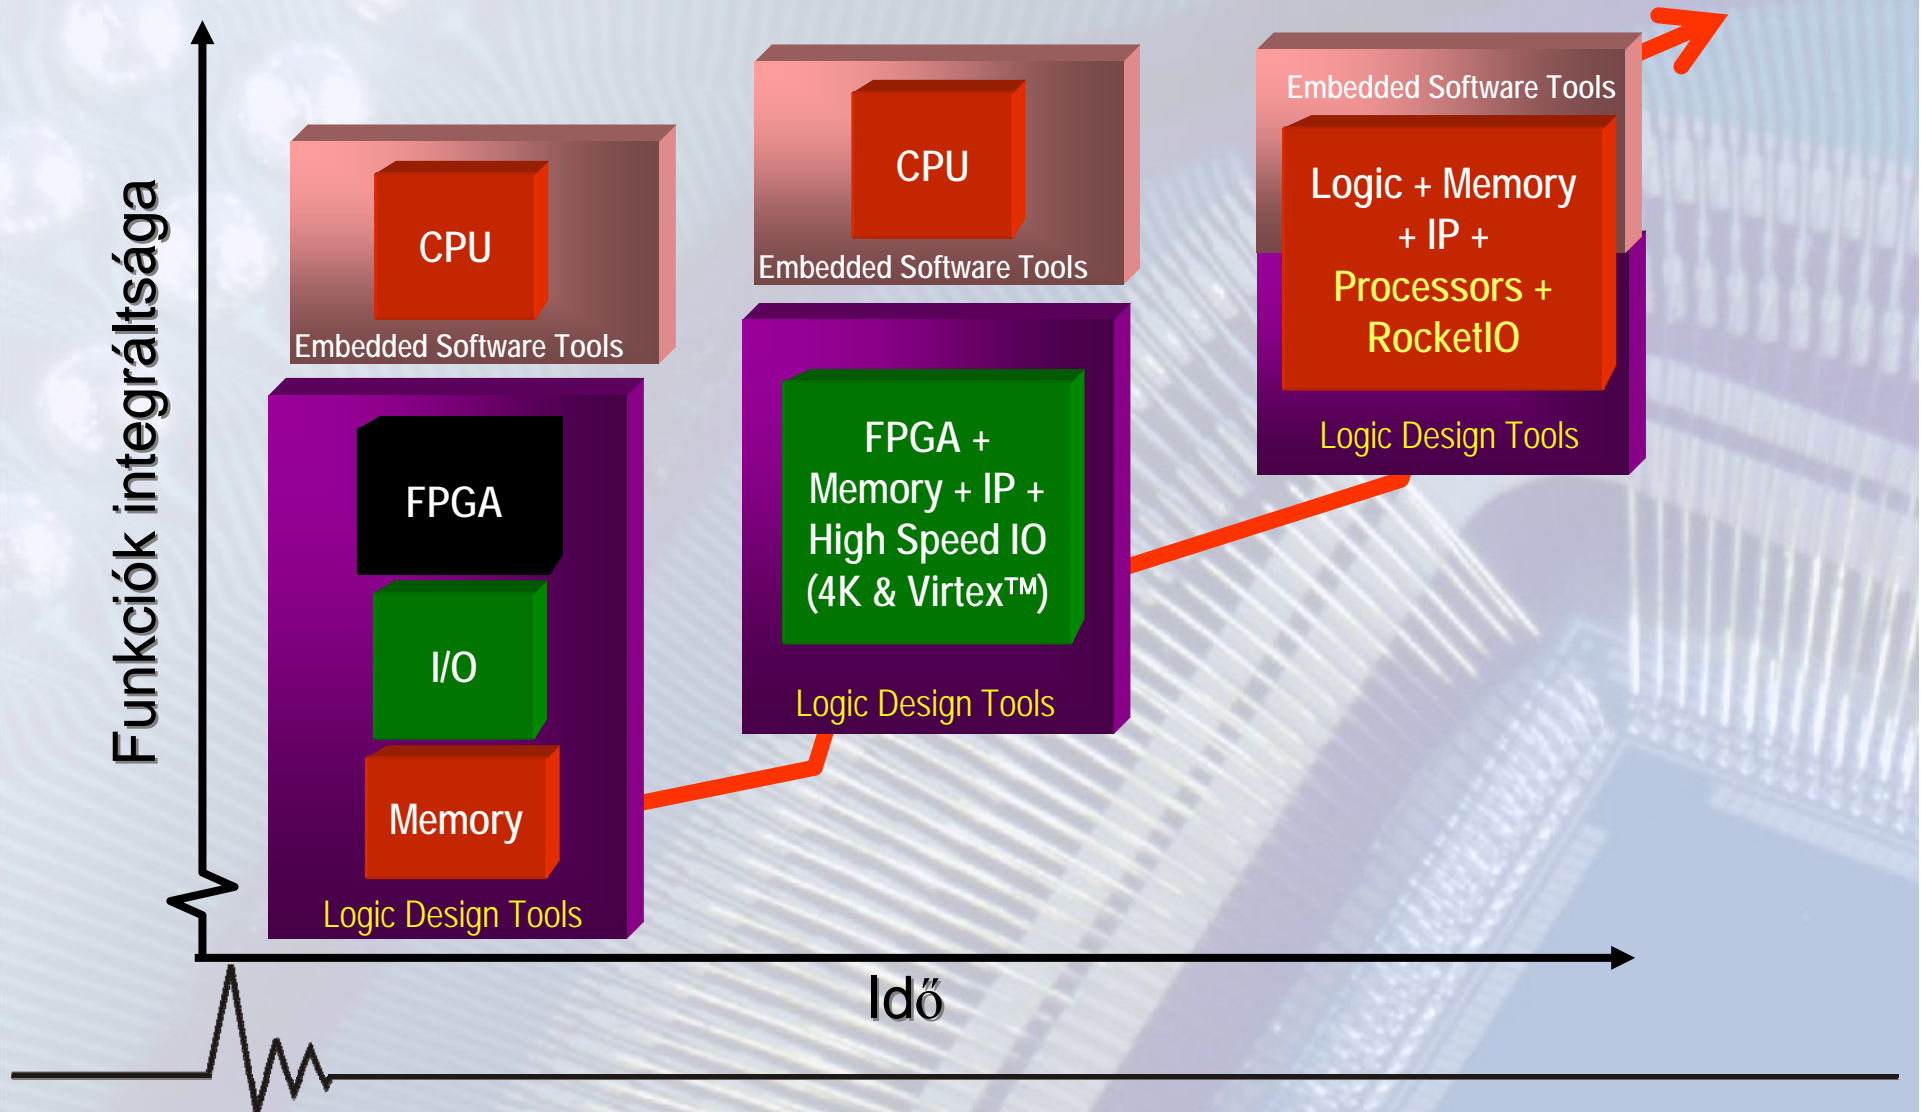 Funkciók integráltsága
CPU
Embedded Software Tools
FPGA
I/O
Memory
Logic Design Tools
CPU
Embedded Software Tools
FPGA +
Memory + IP +
High Speed IO
(4K & Virtex™)
Logic Design Tools
Embedded Software Tools
Logic + Memory
+ IP +
Processors +
RocketIO
Logic Design Tools
Idő